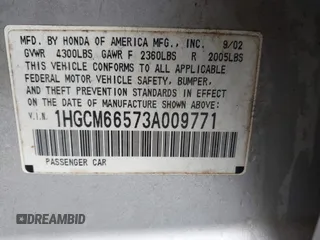 MFD. BY HONDA OF AMERICA MFG., INC. 9/02
GVWR 4300LBS GAWR F 2360LBS R 2005LBS
THIS VEHICLE CONFORMS TO ALL APPLICABLE
FEDERAL MOTOR VEHICLE SAFETY, BUMPER,
AND THEFT PREVENTION STANDARDS IN EFFECT
ON THE DATE OF MANUFACTURE SHOWN ABOVE.
V.I.N. 1HGCM66573A009771
PASSENGER CAR
DREAMBID